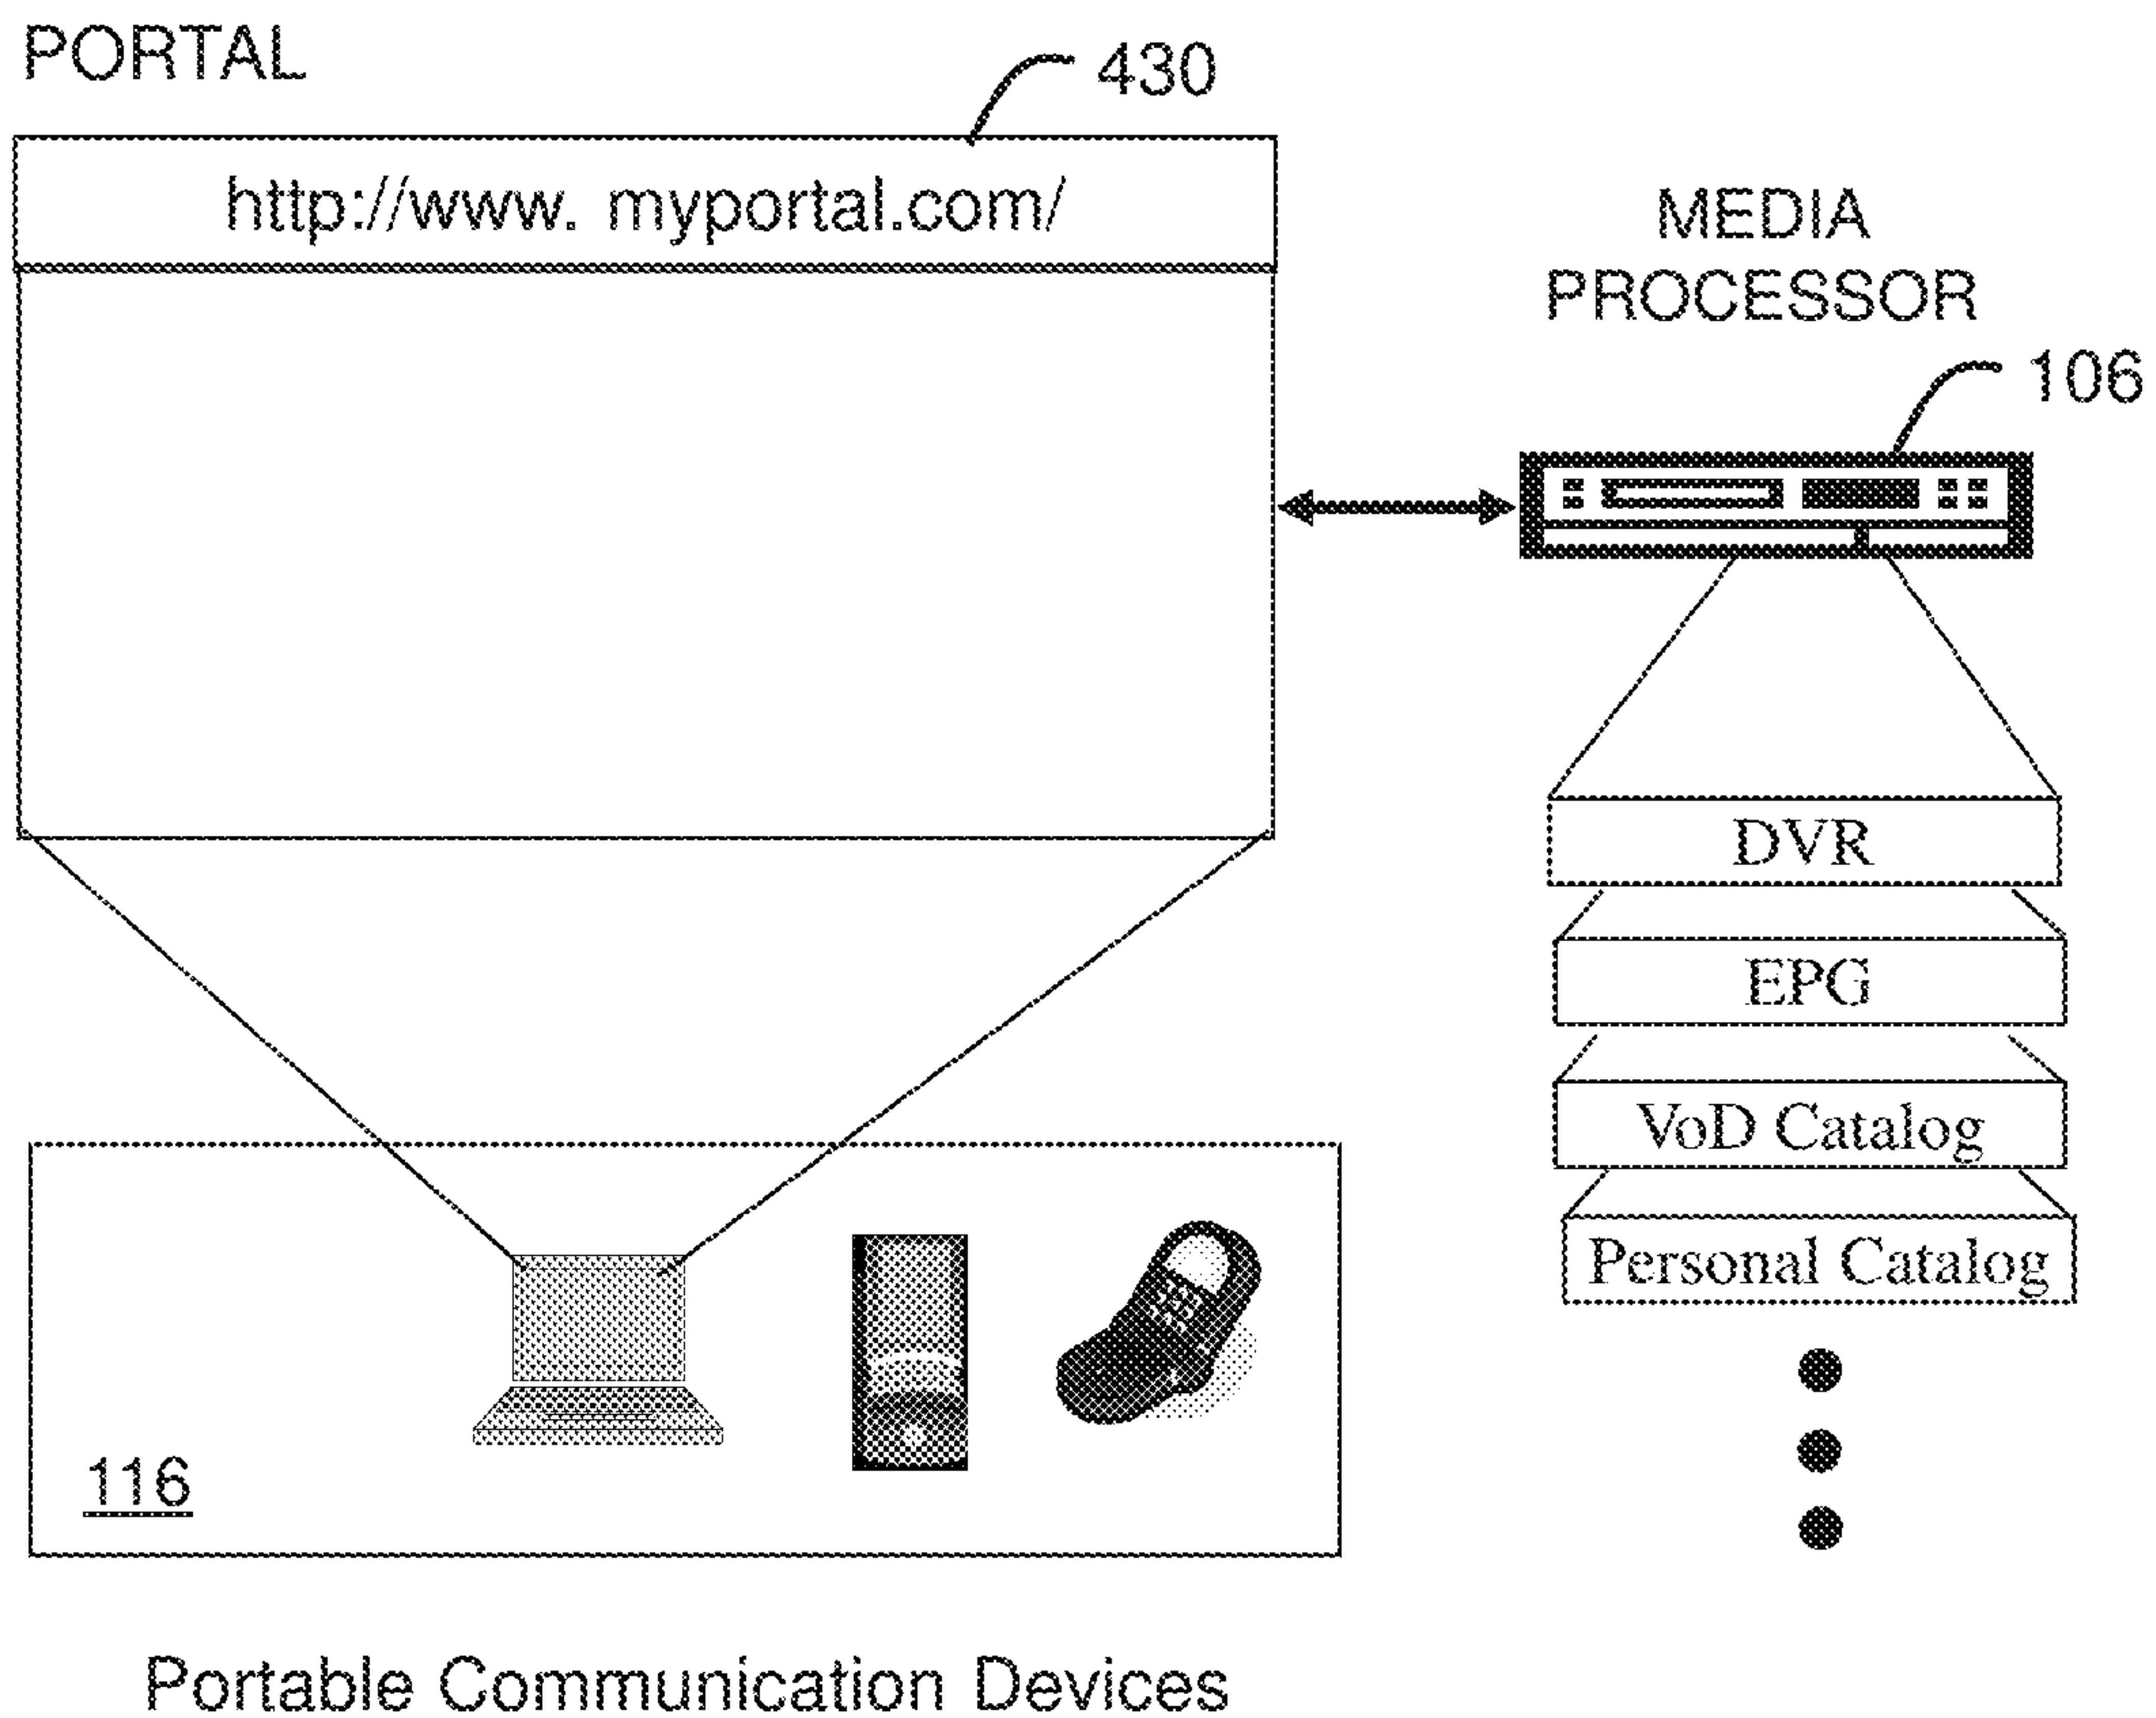 PORTAL
430
http://www. myportal.com/
MEDIA
PROCESSOR
106
DVR
EPG
VoD Catalog
Personal Catalog
116
Portable Communication Devices